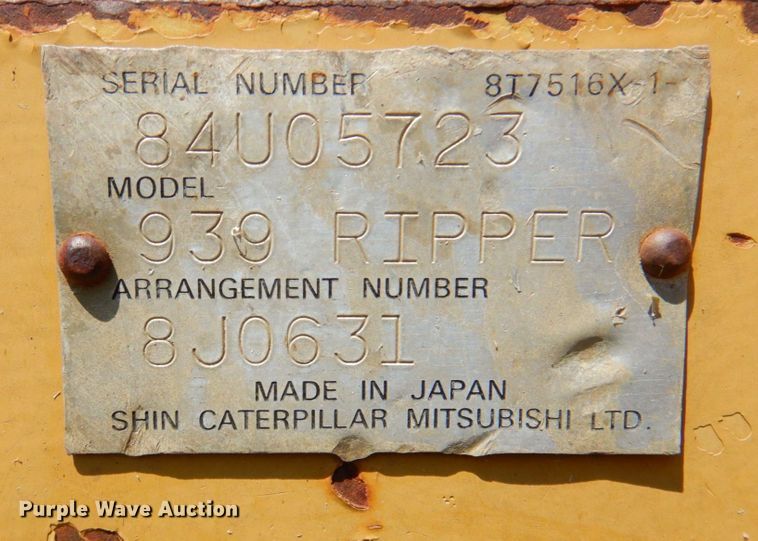 SERIAL NUMBER 8T7516X-1-
84U05723
MODEL
939 RIPPER
ARRANGEMENT NUMBER
8J0631
MADE IN JAPAN
SHIN CATERPILLAR MITSUBISHI LTD.
Purple Wave Auction